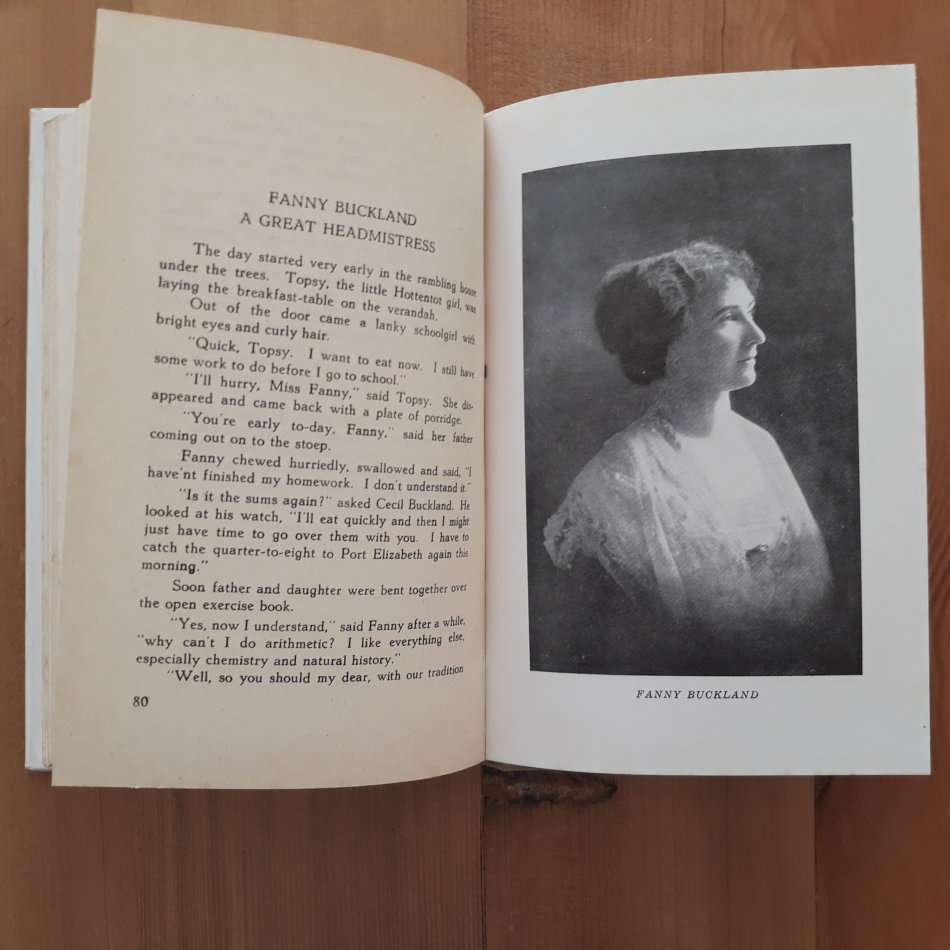 FANNY BUCKLAND
A GREAT HEADMISTRESS
The day started very early in the rambling house
under the trees. Topsy, the little Hottentot girl, was
laying the breakfast-table on the verandah.
Out of the door came a lanky schoolgirl with
bright eyes and curly hair.
"Quick, Topsy. I want to eat now. I still have
some work to do before I go to school."
"I'll hurry, Miss Fanny," said Topsy. She dis-
appeared and came back with a plate of porridge.
"You're early to-day, Fanny," said her father
coming out on to the stoep.
Fanny chewed hurriedly, swallowed and said, "I
have'nt finished my homework. I don't understand it."
"Is it the sums again?" asked Cecil Buckland. He
looked at his watch, "I'll eat quickly and then I might
just have time to go over them with you. I have to
catch the quarter-to-eight to Port Elizabeth again this
morning."
Soon father and daughter were bent together over
the open exercise book.
"Yes, now I understand," said Fanny after a while,
"why can't I do arithmetic? I like everything else,
especially chemistry and natural history."
"Well, so you should my dear, with our tradition
80
FANNY BUCKLAND